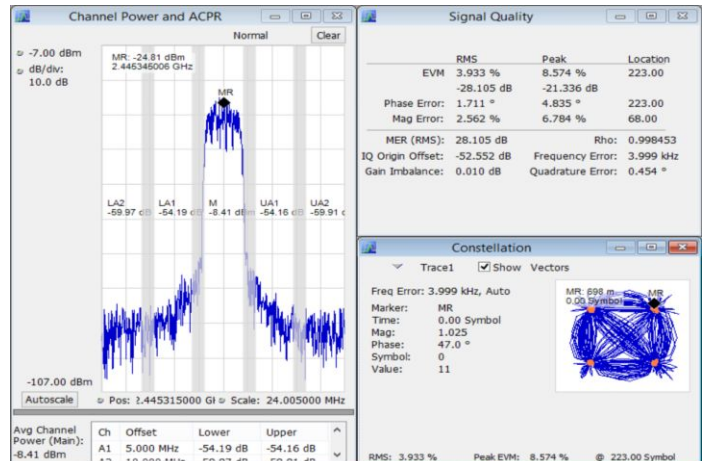 Channel Power and ACPR
Normal
Clear
-7.00 dBm
dB/div:
10.0 dB
MR: -24.81 dBm
2.445345006 GHz
MR
LA2 LA1 M UA1 UA2
-59.97 dB -54.19 dB -8.41 dBm -54.16 dB -59.91 d
-107.00 dBm
Autoscale
Pos: 2.445315000 GH Scale: 24.005000 MHz
Avg Channel
Power (Main):
-8.41 dBm
Ch Offset Lower Upper
A1 5.000 MHz -54.19 dB -54.16 dB
Signal Quality
RMS Peak Location
EVM 3.933 % 8.574 % 223.00
-28.105 dB -21.336 dB
Phase Error: 1.711 ° 4.835 ° 223.00
Mag Error: 2.562 % 6.784 % 68.00
MER (RMS): 28.105 dB Rho: 0.998453
IQ Origin Offset: -52.552 dB Frequency Error: 3.999 kHz
Gain Imbalance: 0.010 dB Quadrature Error: 0.454 °
Constellation
Trace1 Show Vectors
Freq Error: 3.999 kHz, Auto
Marker: MR
Time: 0.00 Symbol
Mag: 1.025
Phase: 47.0 °
Symbol: 0
Value: 11
MR: 698 m
0.00 Symbol
MR
RMS: 3.933 % Peak EVM: 8.574 % @ 223.00 Symbol